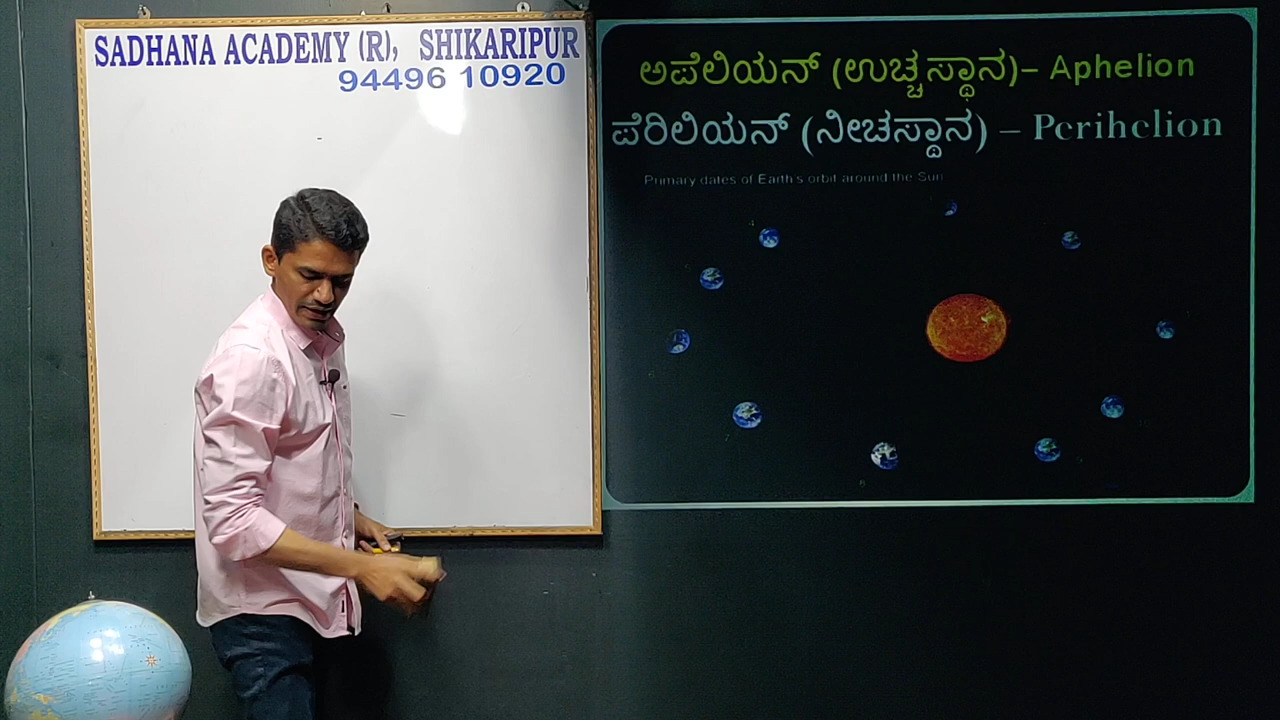 SADHANA ACADEMY (R), SHIKARIPUR
94496 10920
ಅಪೆಲಿಯನ್ (ಉಚ್ಚಸ್ಥಾನ)– Aphelion
ಪೆರಿಲಿಯನ್ (ನೀಚಸ್ಥಾನ) – Perihelion
Primary dates of Earth's orbit around the Sun